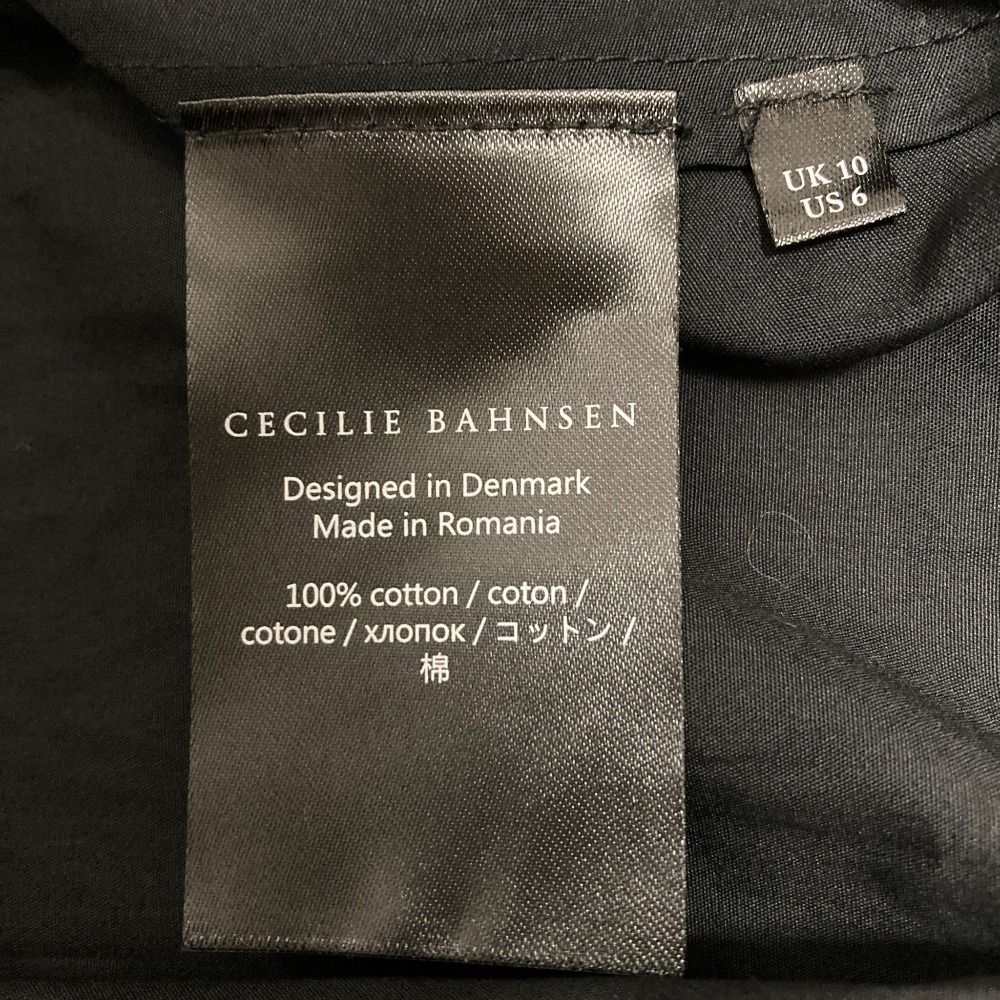 UK 10
US 6
CECILIE BAHNSEN
Designed in Denmark
Made in Romania
100% cotton / coton /
cotone / хлопок / コットン /
棉